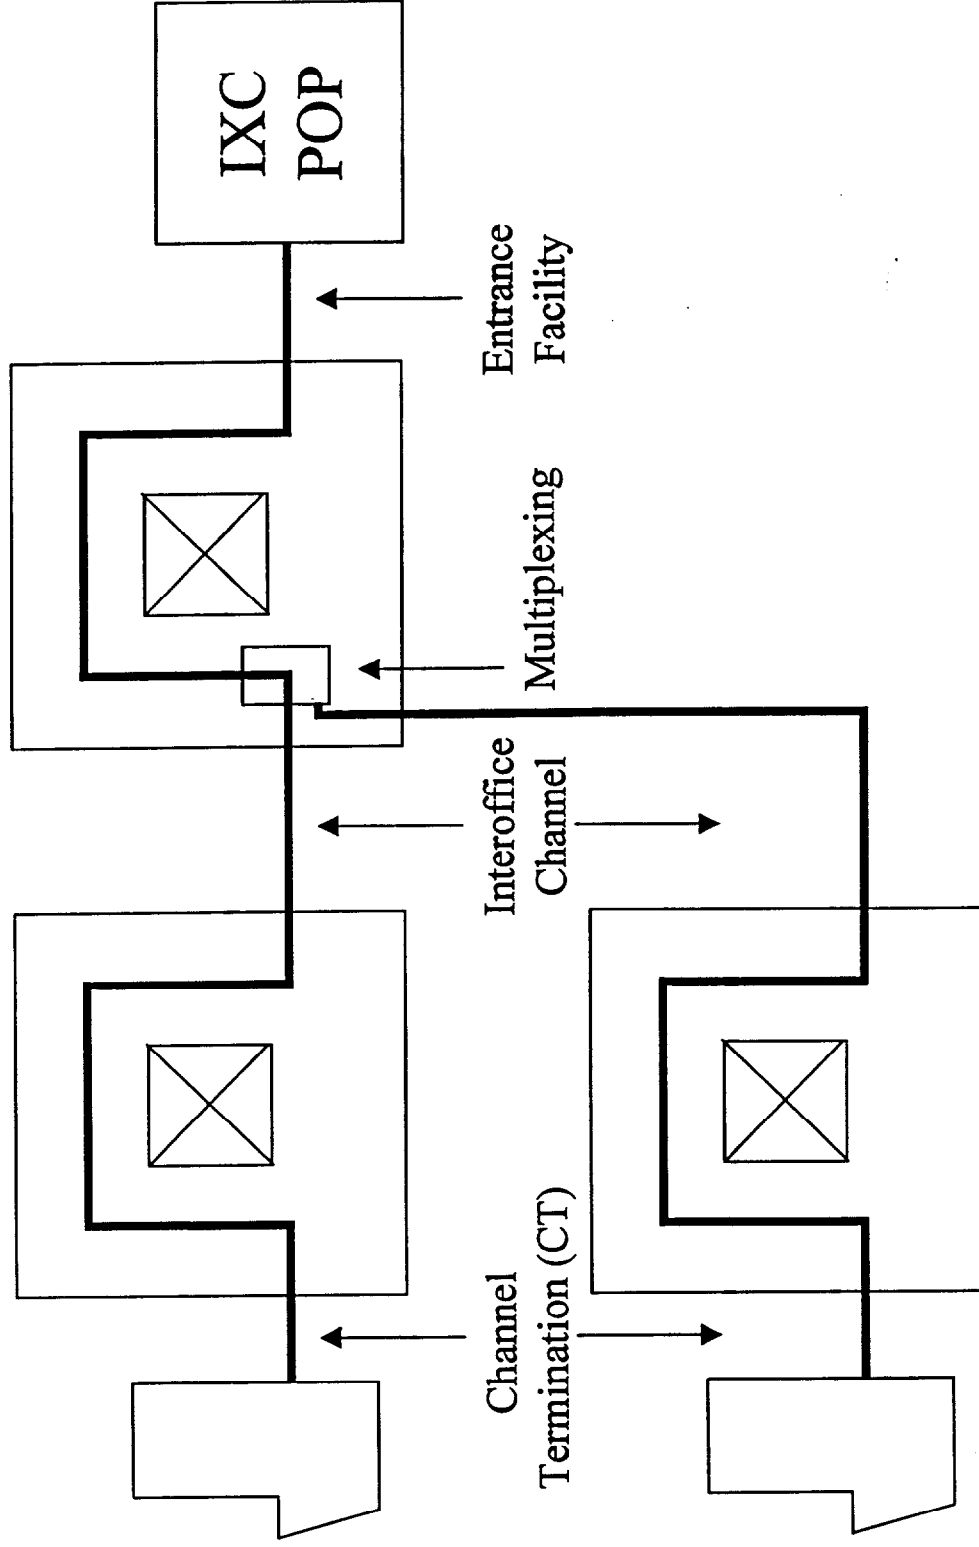 IXC
POP
Entrance
Facility
Multiplexing
Interoffice
Channel
Channel
Termination (CT)